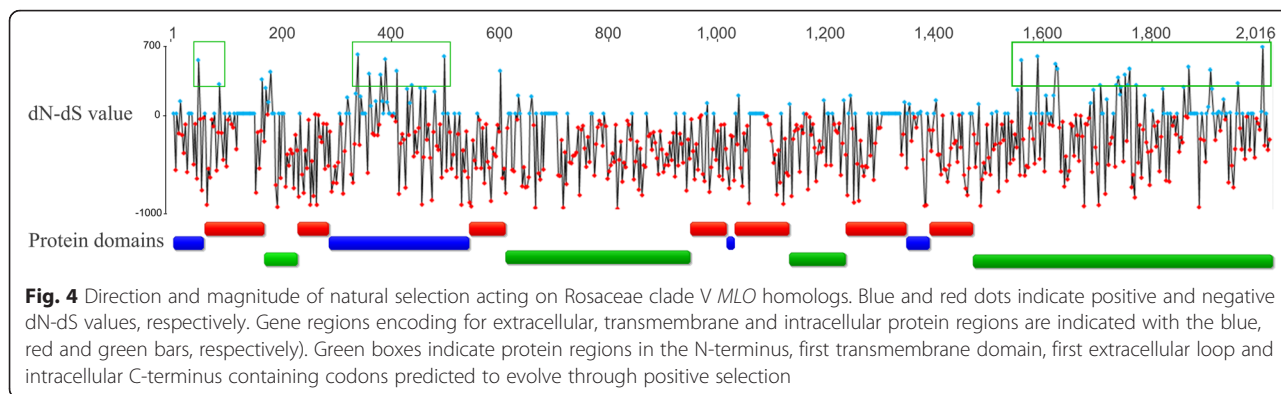 1 200 400 600 800 1,000 1,200 1,400 1,600 1,800 2,016
700
dN-dS value
0
-1000
Protein domains
Fig. 4 Direction and magnitude of natural selection acting on Rosaceae clade V MLO homologs. Blue and red dots indicate positive and negative
dN-dS values, respectively. Gene regions encoding for extracellular, transmembrane and intracellular protein regions are indicated with the blue,
red and green bars, respectively). Green boxes indicate protein regions in the N-terminus, first transmembrane domain, first extracellular loop and
intracellular C-terminus containing codons predicted to evolve through positive selection